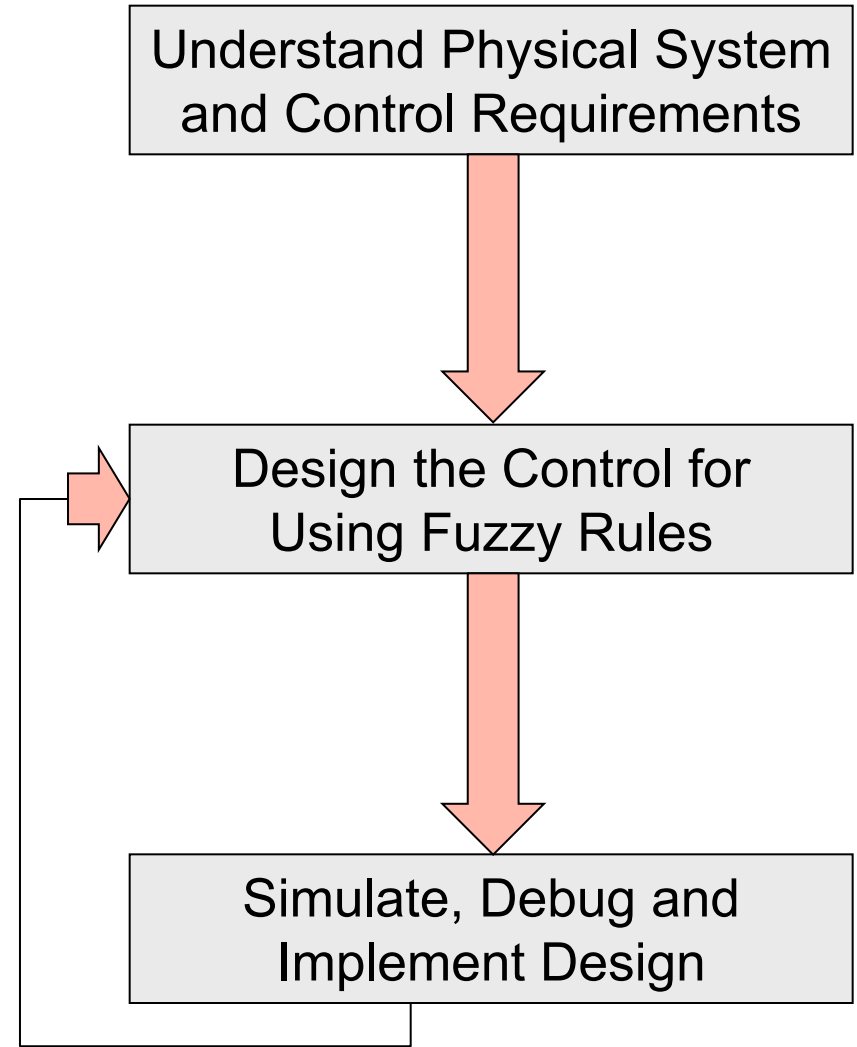 Understand Physical System
and Control Requirements
Design the Control for
Using Fuzzy Rules
Simulate, Debug and
Implement Design